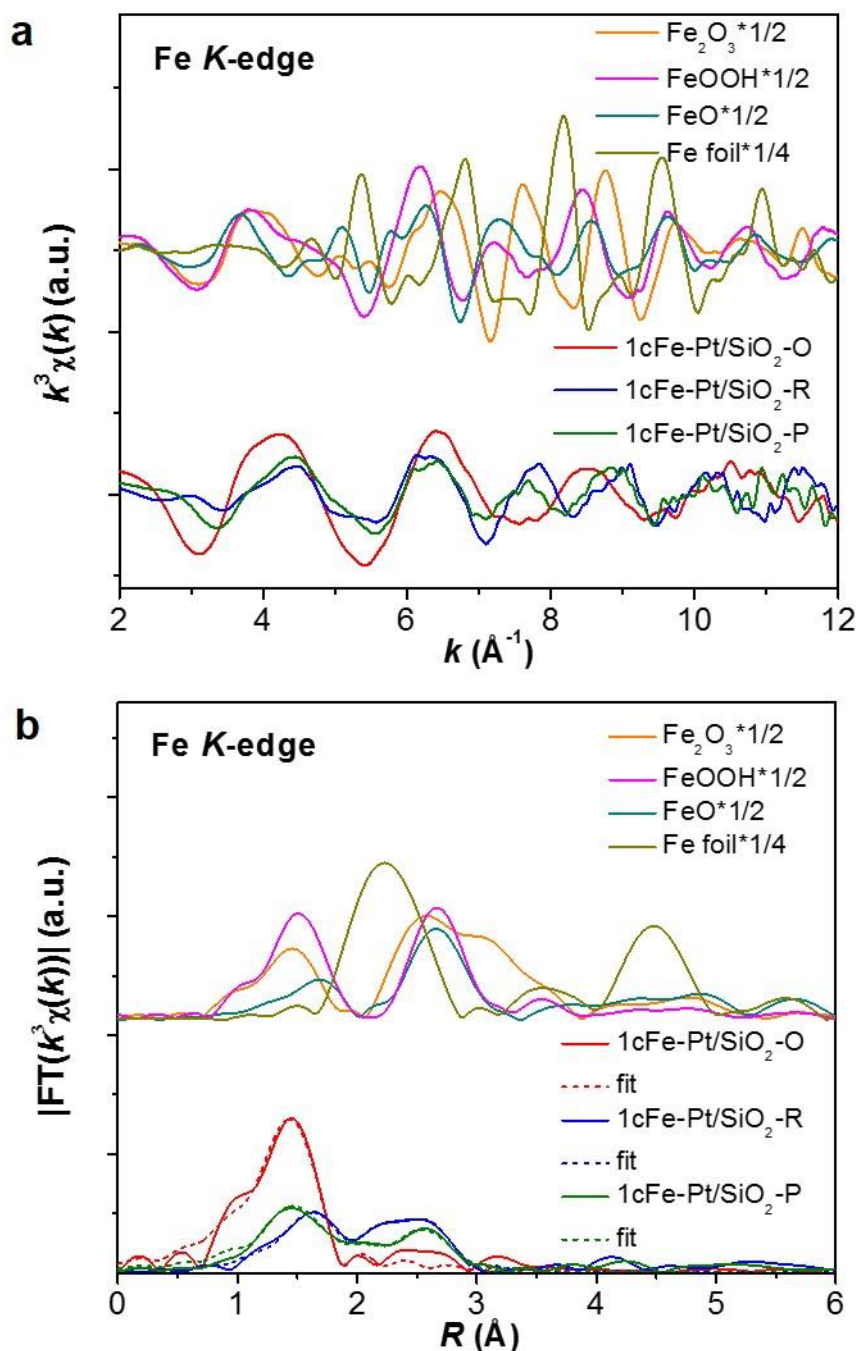 a
Fe K-edge
Fe₂O₃*1/2
FeOOH*1/2
FeO*1/2
Fe foil*1/4
k³χ(k) (a.u.)
1cFe-Pt/SiO₂-O
1cFe-Pt/SiO₂-R
1cFe-Pt/SiO₂-P
2 4 6 8 10 12
k (Å⁻¹)
b
Fe K-edge
Fe₂O₃*1/2
FeOOH*1/2
FeO*1/2
Fe foil*1/4
|FT(k³χ(k))| (a.u.)
1cFe-Pt/SiO₂-O
fit
1cFe-Pt/SiO₂-R
fit
1cFe-Pt/SiO₂-P
fit
0 1 2 3 4 5 6
R (Å)